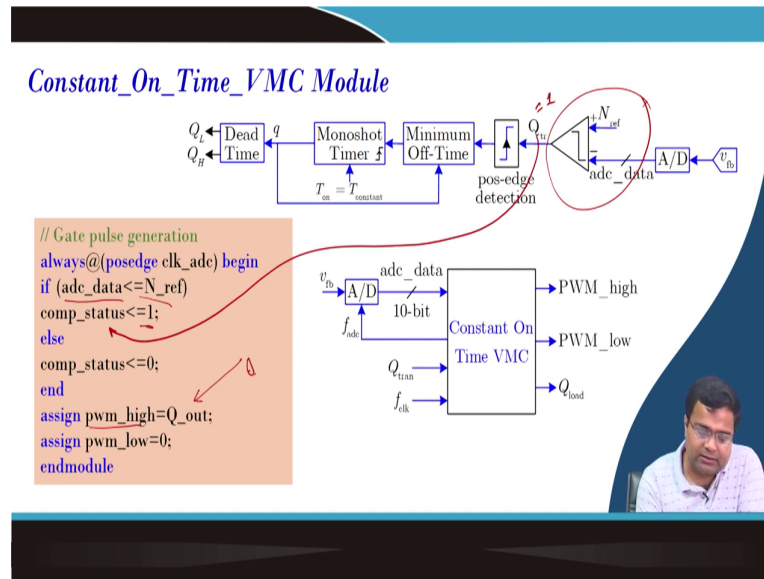 Constant_On_Time_VMC Module
=1
Q_L Dead Time q Monoshot Timer Minimum Off-Time Q_tr + N_ref
Q_H
− adc_data A/D v_fb
T_on = T_constant
pos-edge detection
// Gate pulse generation
always@(posedge clk_adc) begin
if (adc_data<=N_ref)
comp_status<=1;
else
comp_status<=0;
end
assign pwm_high=Q_out;
assign pwm_low=0;
endmodule
v_fb A/D adc_data
10-bit
f_adc
Q_tran
f_clk
Constant On
Time VMC
PWM_high
PWM_low
Q_load